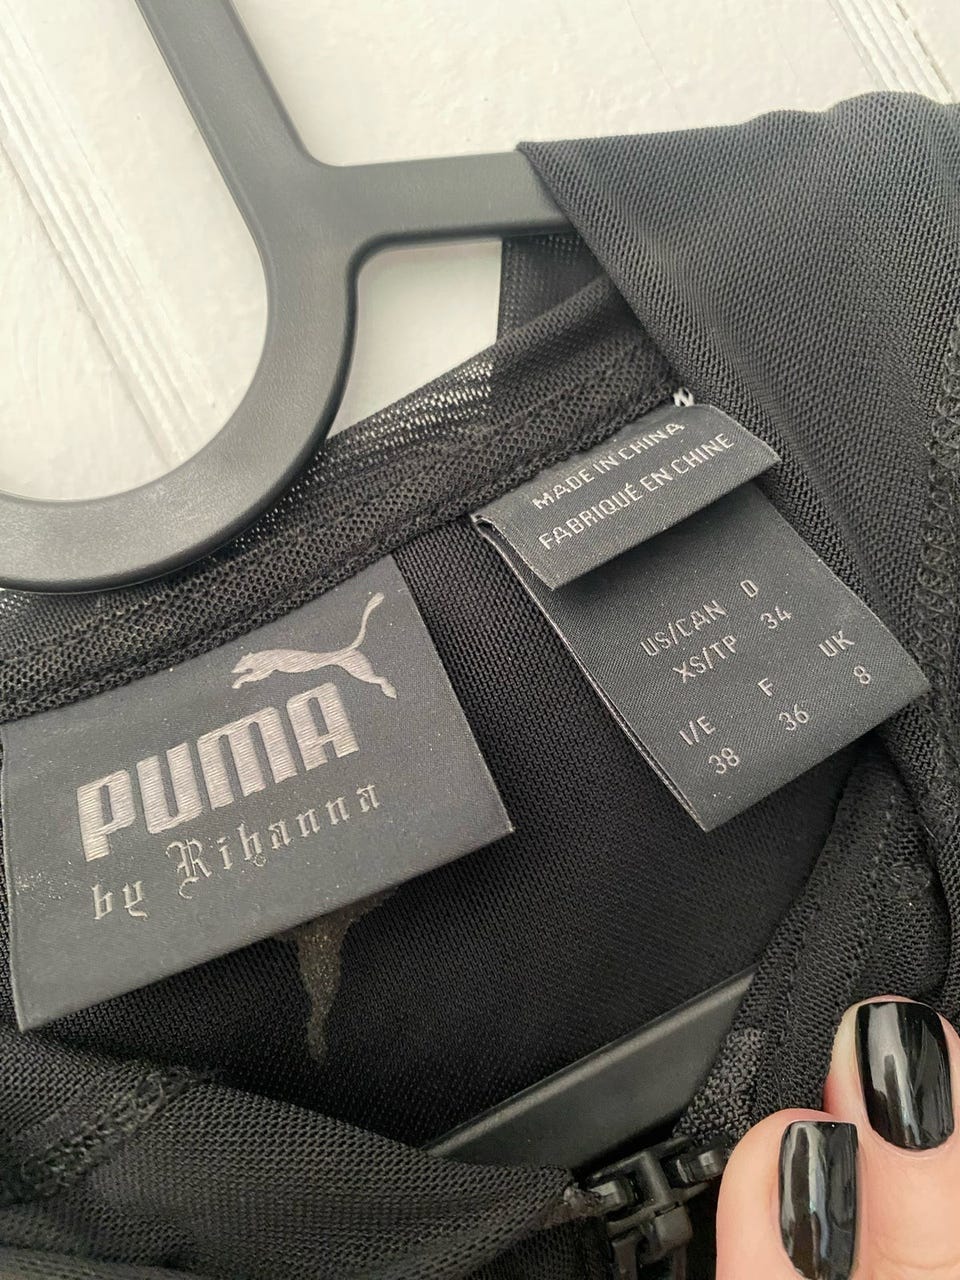 PUMA
by Rihanna
MADE IN CHINA
FABRIQUÉ EN CHINE
US/CAN D
XS/TP 34
I/E F UK
38 36 8